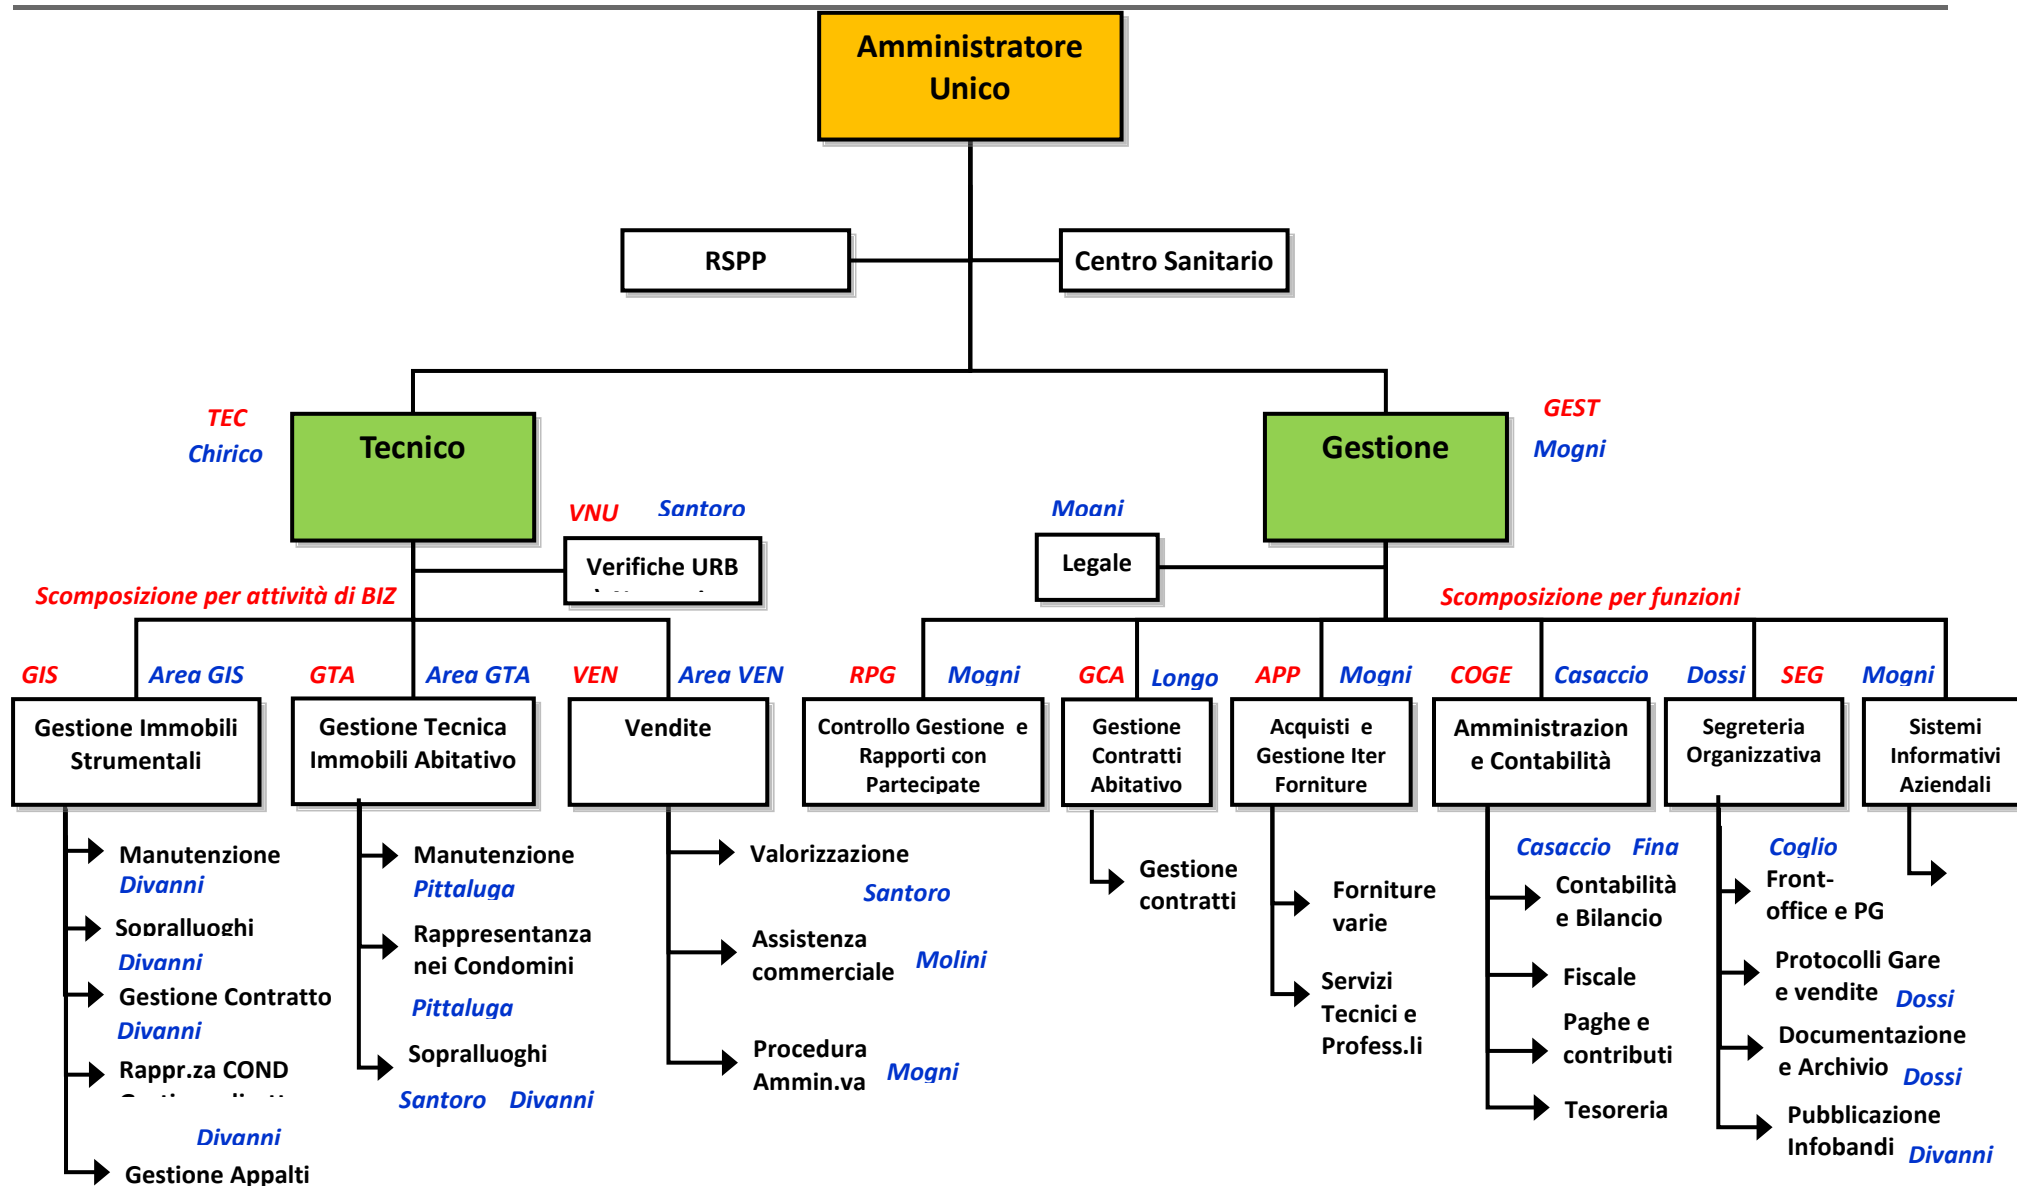 Amministratore
Unico
RSPP
Centro Sanitario
TEC
Chirico
Tecnico
Gestione
GEST
Mogni
VNU
Santoro
Verifiche URB
Mogni
Legale
Scomposizione per attività di BIZ
Scomposizione per funzioni
GIS
Area GIS
Gestione Immobili
Strumentali
Manutenzione
Divanni
Sopralluoghi
Divanni
Gestione Contratto
Divanni
Rappr.za COND
Divanni
Gestione Appalti
GTA
Area GTA
Gestione Tecnica
Immobili Abitativo
Manutenzione
Pittaluga
Rappresentanza
nei Condomini
Pittaluga
Sopralluoghi
Santoro Divanni
VEN
Area VEN
Vendite
Valorizzazione
Santoro
Assistenza
commerciale
Molini
Procedura
Ammin.va
Mogni
RPG
Mogni
Controllo Gestione e
Rapporti con
Partecipate
GCA
Longo
Gestione
Contratti
Abitativo
Gestione
contratti
APP
Mogni
Acquisti e
Gestione Iter
Forniture
Forniture
varie
Servizi
Tecnici e
Profess.li
COGE
Casaccio
Amministrazion
e Contabilità
Casaccio Fina
Contabilità
e Bilancio
Fiscale
Paghe e
contributi
Tesoreria
Dossi
SEG
Segreteria
Organizzativa
Coglio
Front-
office e PG
Protocolli Gare
e vendite
Dossi
Documentazione
e Archivio
Dossi
Pubblicazione
Infobandi
Divanni
Mogni
Sistemi
Informativi
Aziendali